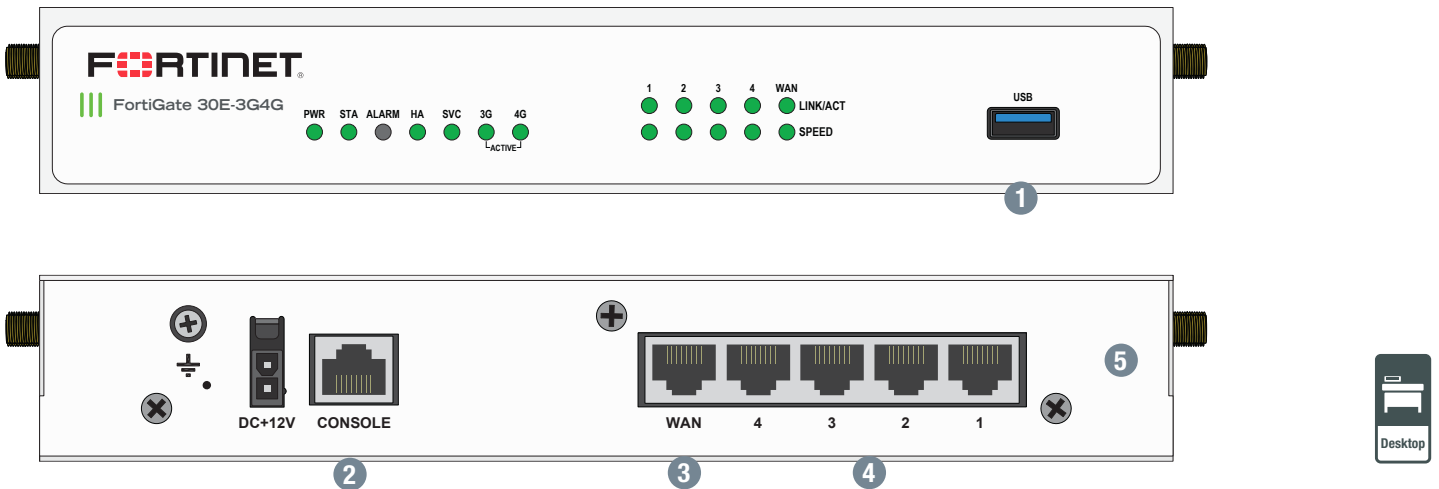 FORTINET®
FortiGate 30E-3G4G
PWR STA ALARM HA SVC 3G 4G
ACTIVE
1 2 3 4 WAN
LINK/ACT
SPEED
USB
1
DC+12V CONSOLE WAN 4 3 2 1
2 3 4
5
Desktop